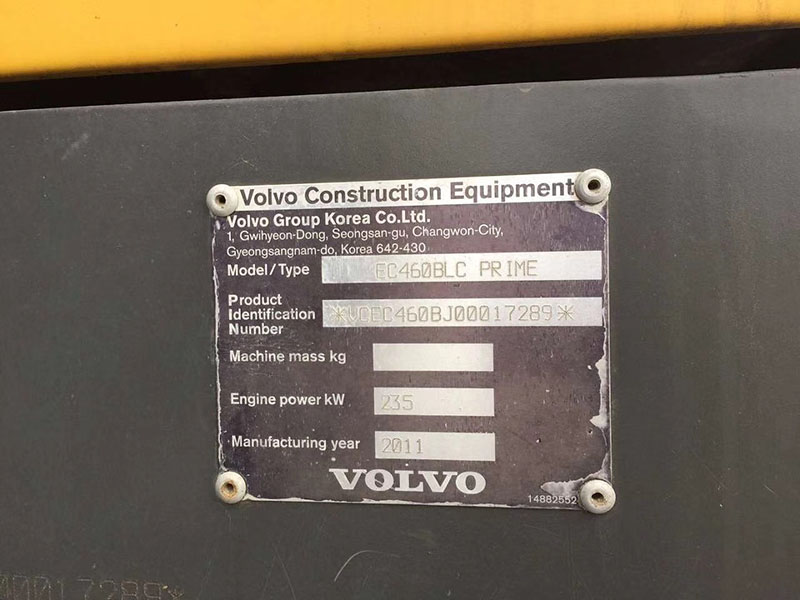 Volvo Construction Equipment
Volvo Group Korea Co.Ltd.
1, Gwihyeon-Dong, Seongsan-gu, Changwon-City,
Gyeongsangnam-do, Korea 642-430
Model/Type EC460BLC PRIME
Product
Identification
Number *VCEC460BJ00017289*
Machine mass kg
Engine power kW 235
Manufacturing year 2011
VOLVO
14882552
00017289*